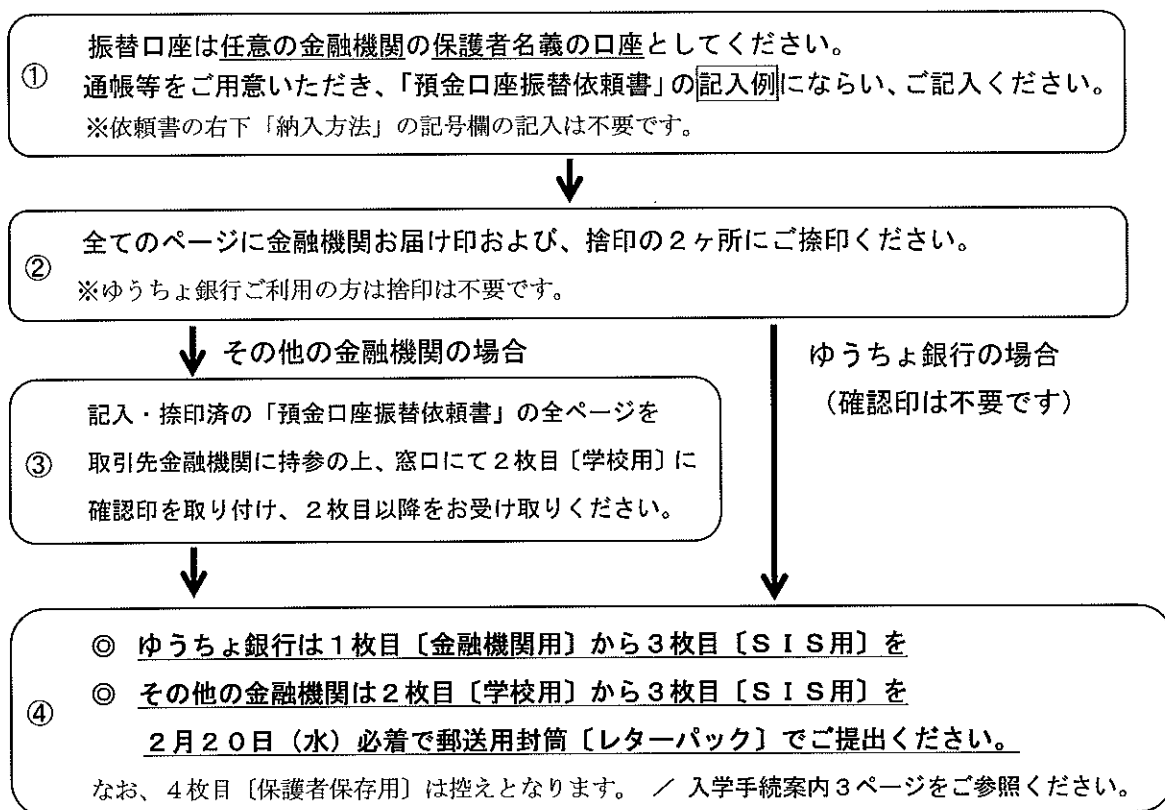 ① 振替口座は任意の金融機関の保護者名義の口座としてください。
通帳等をご用意いただき、「預金口座振替依頼書」の記入例にならい、ご記入ください。
※依頼書の右下「納入方法」の記号欄の記入は不要です。
② 全てのページに金融機関お届け印および、捨印の2ヶ所にご捺印ください。
※ゆうちょ銀行ご利用の方は捨印は不要です。
その他の金融機関の場合
ゆうちょ銀行の場合
（確認印は不要です）
記入・捺印済の「預金口座振替依頼書」の全ページを
③ 取引先金融機関に持参の上、窓口にて2枚目〔学校用〕に
確認印を取り付け、2枚目以降をお受け取りください。
◎ ゆうちょ銀行は1枚目〔金融機関用〕から3枚目〔SIS用〕を
④ ◎ その他の金融機関は2枚目〔学校用〕から3枚目〔SIS用〕を
2月20日（水）必着で郵送用封筒〔レターパック〕でご提出ください。
なお、4枚目〔保護者保存用〕は控えとなります。 ／ 入学手続案内3ページをご参照ください。